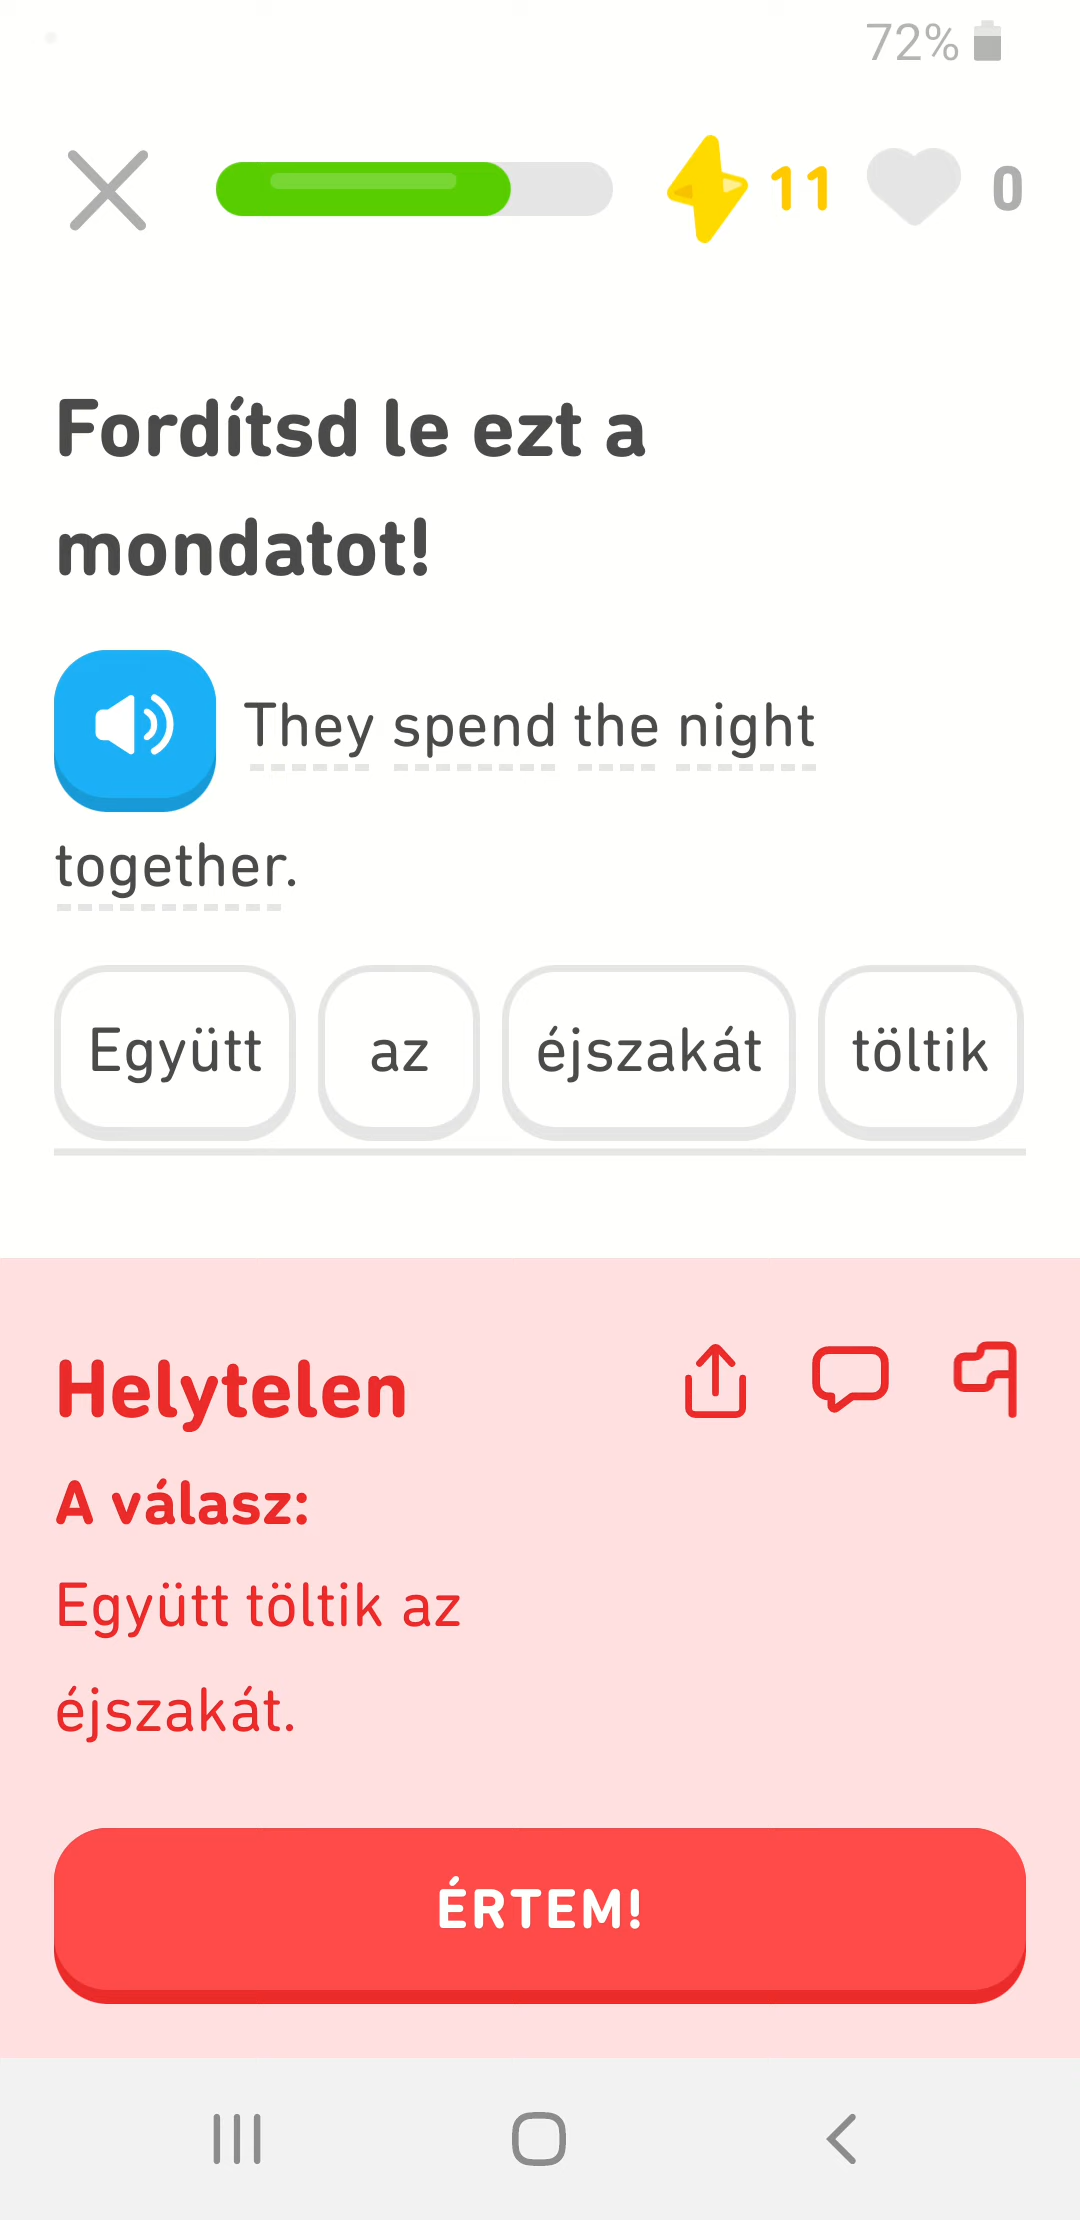 72%
11 0
Fordítsd le ezt a
mondatot!
They spend the night
together.
Együtt az éjszakát töltik
Helytelen
A válasz:
Együtt töltik az
éjszakát.
ÉRTEM!